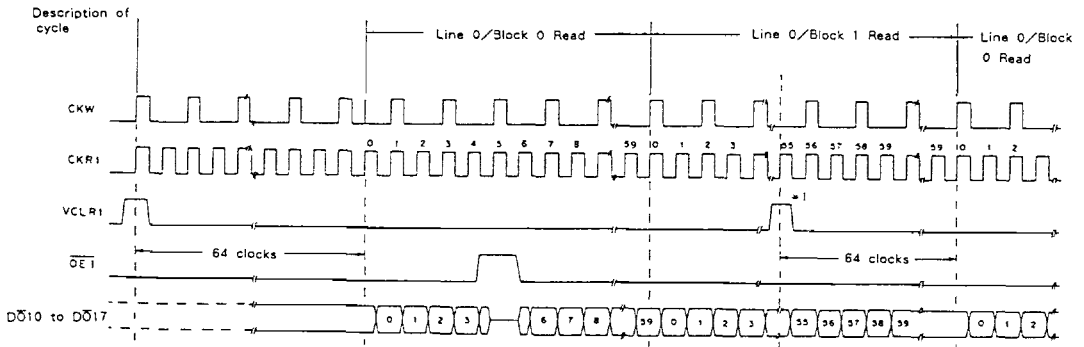 Description of
cycle
Line 0/Block 0 Read
Line 0/Block 1 Read
Line 0/Block
0 Read
CKW
0 1 2 3 4 5 6 7 8 59 10 1 2 3 55 56 57 58 59 59 10 1 2
CKR1
VCLR1
*1
64 clocks
64 clocks
OE1
DO10 to DO17
0 1 2 3 6 7 8 59 0 1 2 3 55 56 57 58 59 0 1 2